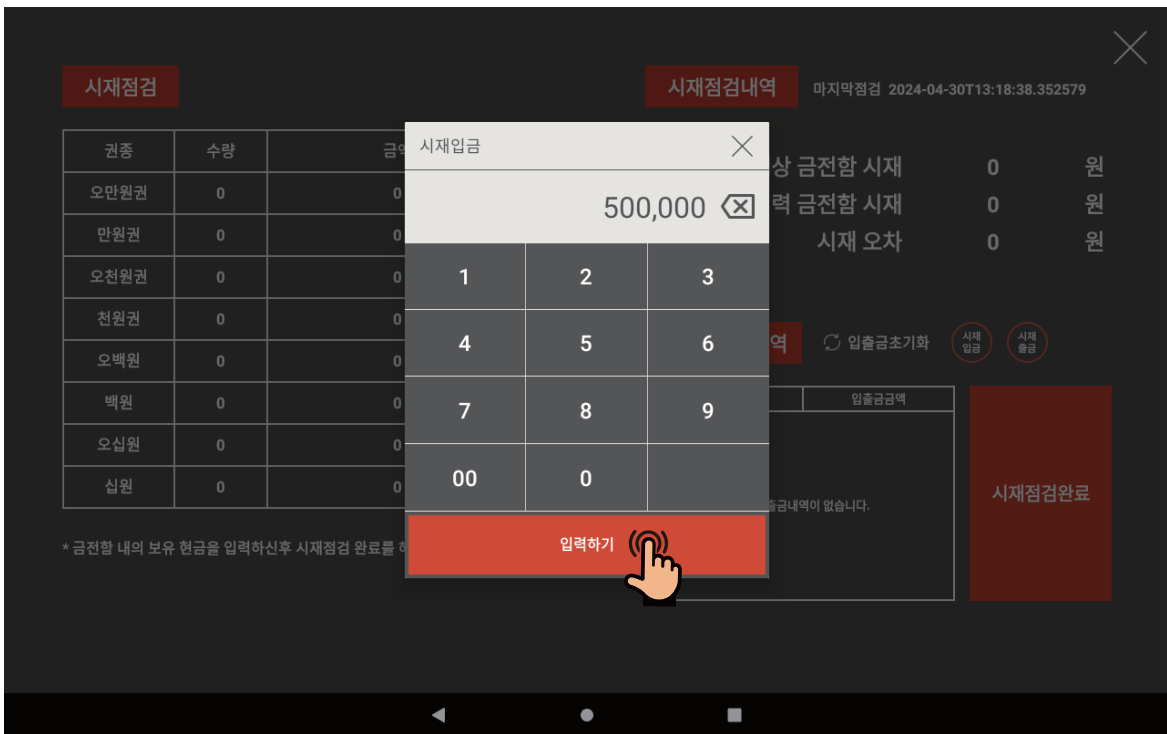 시재점검
시재점검내역 마지막점검 2024-04-30T13:18:38.352579
권종 수량
오만원권 0 0
만원권 0 0
오천원권 0 0
천원권 0 0
오백원 0 0
백원 0 0
오십원 0 0
십원 0 0
* 금전함 내의 보유 현금을 입력하신후 시재점검 완료를
시재입금
500,000
1 2 3
4 5 6
7 8 9
00 0
입력하기
상 금전함 시재 0 원
력 금전함 시재 0 원
시재 오차 0 원
역 입출금초기화 시재입금 시재출금
입출금금액
출금내역이 없습니다.
시재점검완료